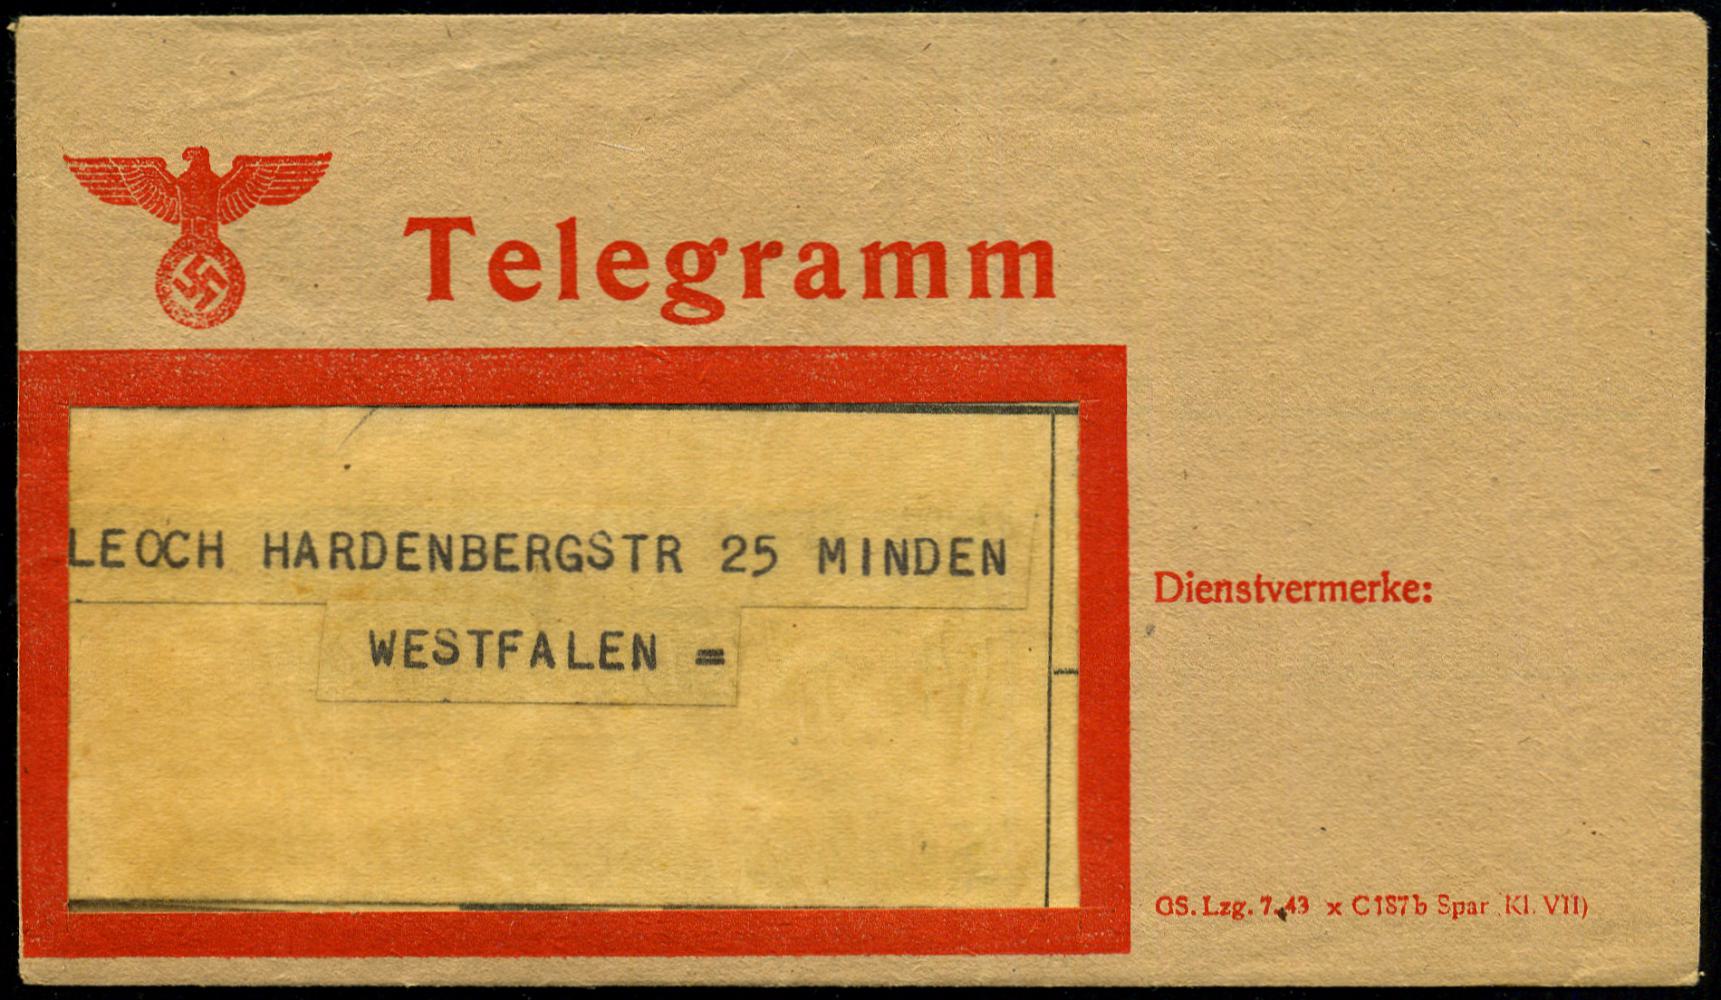 Telegramm
LEOCH HARDENBERGSTR 25 MINDEN
WESTFALEN =
Dienstvermerke:
GS. Lzg. 7.43 x C187b Spar (Kl. VII)